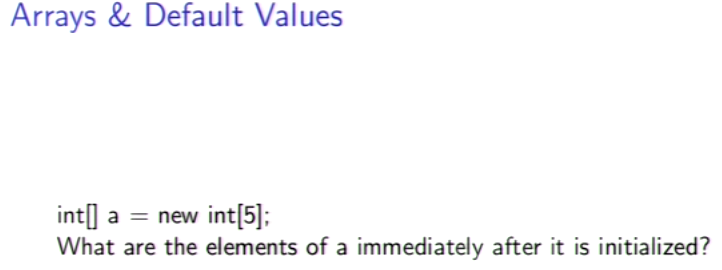 Arrays & Default Values
int[] a = new int[5];
What are the elements of a immediately after it is initialized?